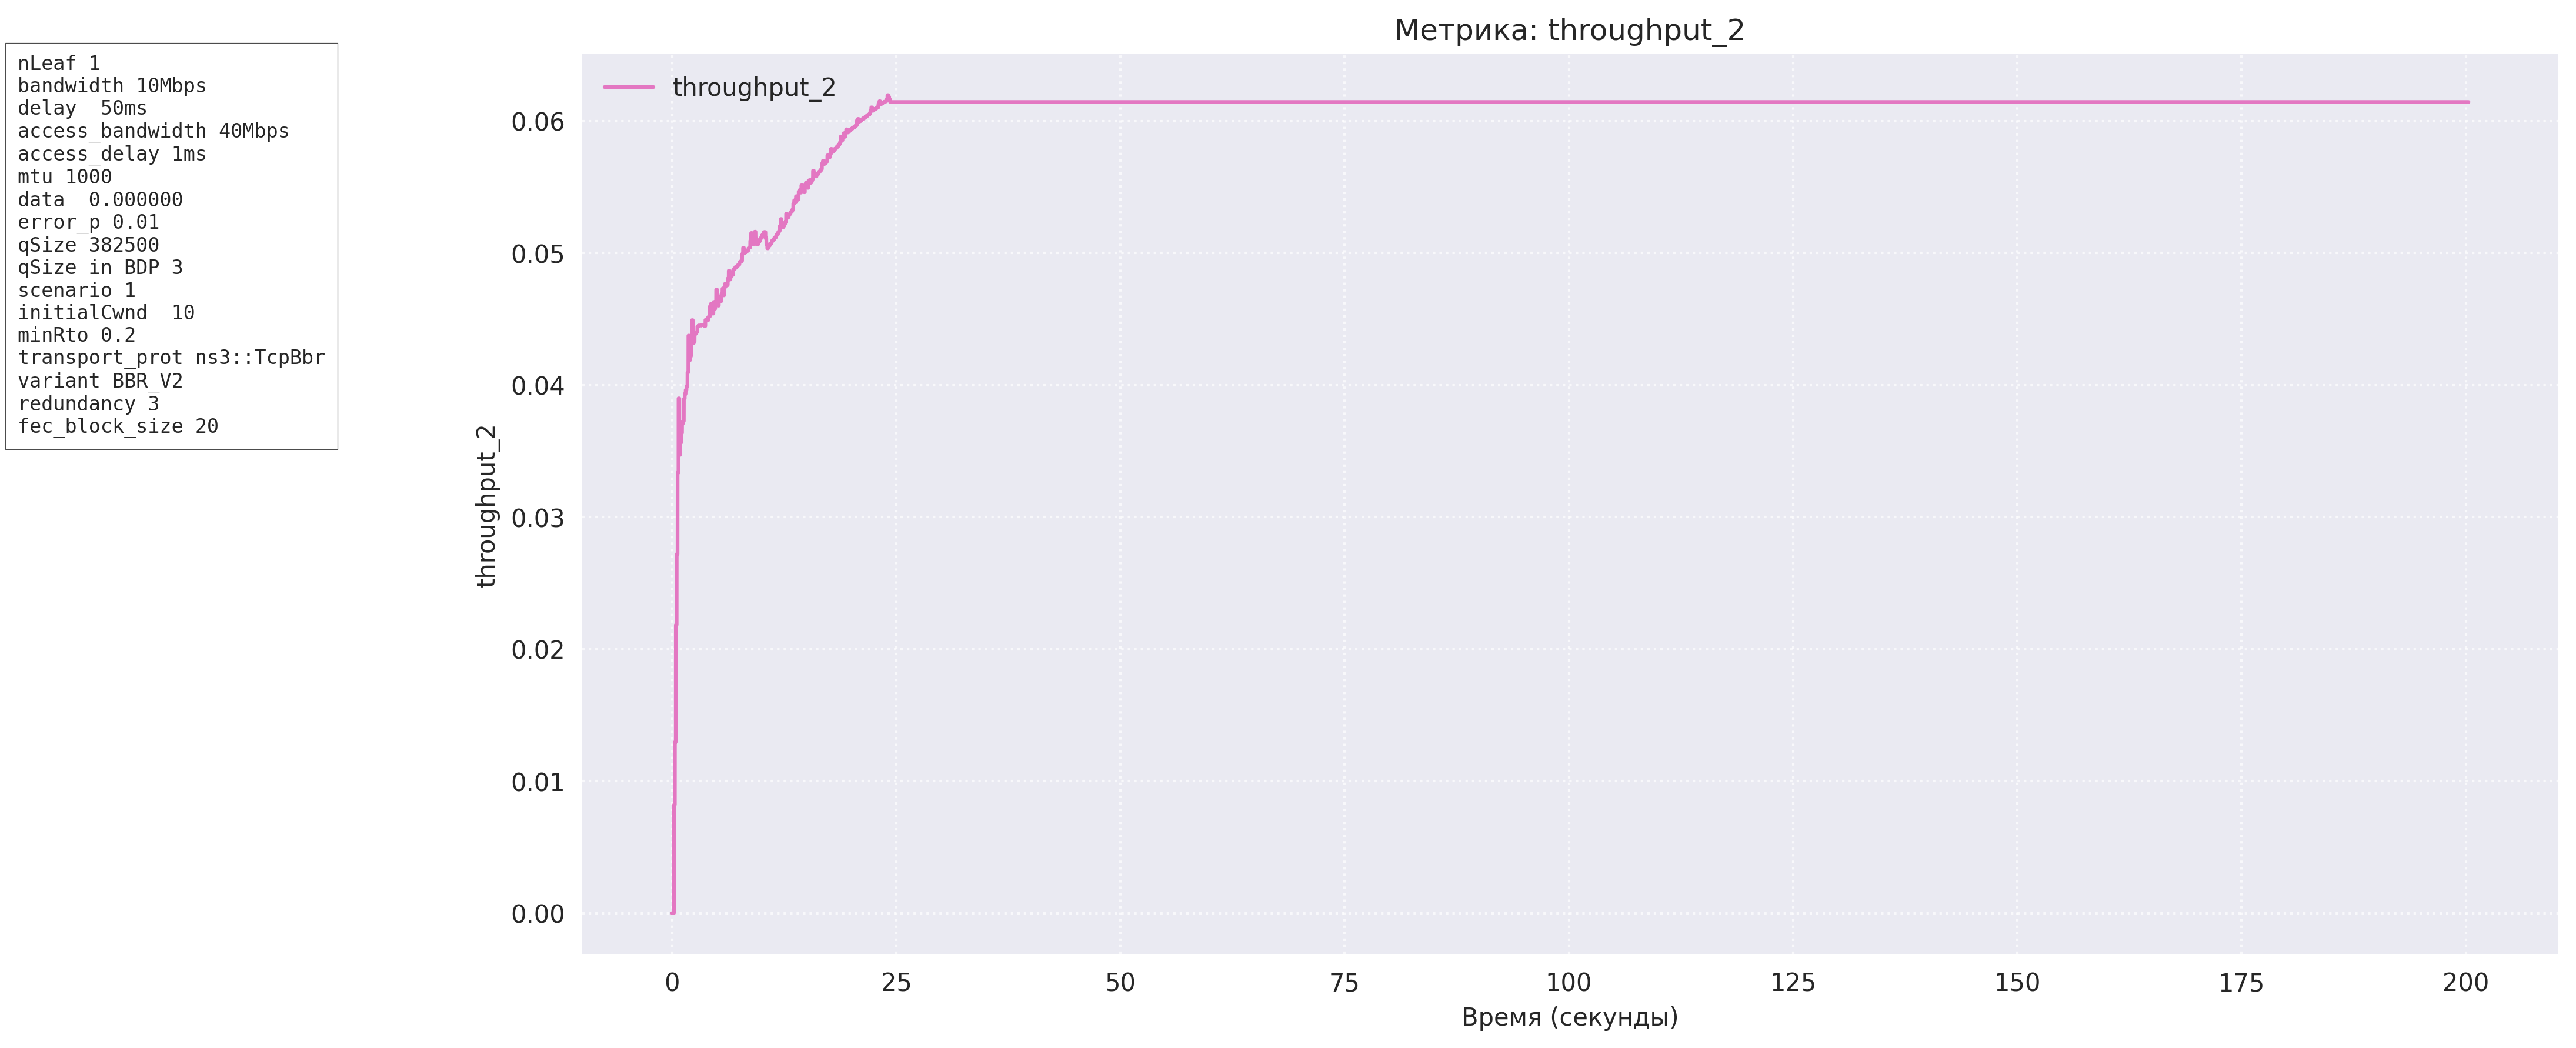 Метрика: throughput_2
nLeaf 1
bandwidth 10Mbps
delay  50ms
access_bandwidth 40Mbps
access_delay 1ms
mtu 1000
data  0.000000
error_p 0.01
qSize 382500
qSize in BDP 3
scenario 1
initialCwnd  10
minRto 0.2
transport_prot ns3::TcpBbr
variant BBR_V2
redundancy 3
fec_block_size 20
throughput_2
throughput_2
0.06
0.05
0.04
0.03
0.02
0.01
0.00
0 25 50 75 100 125 150 175 200
Время (секунды)